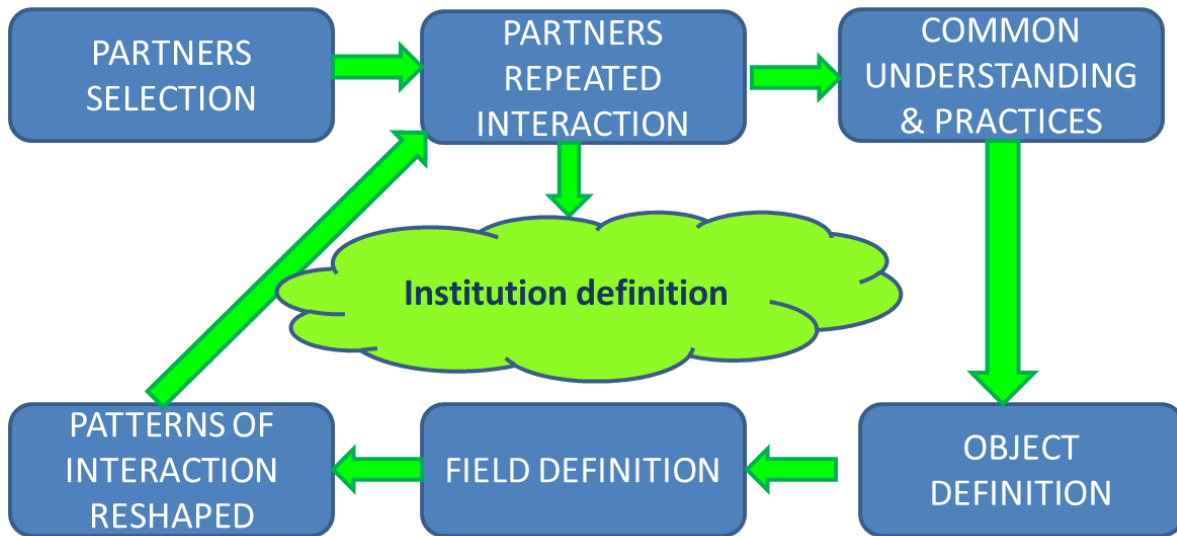 PARTNERS
SELECTION
PARTNERS
REPEATED
INTERACTION
COMMON
UNDERSTANDING
& PRACTICES
Institution definition
PATTERNS OF
INTERACTION
RESHAPED
FIELD DEFINITION
OBJECT
DEFINITION